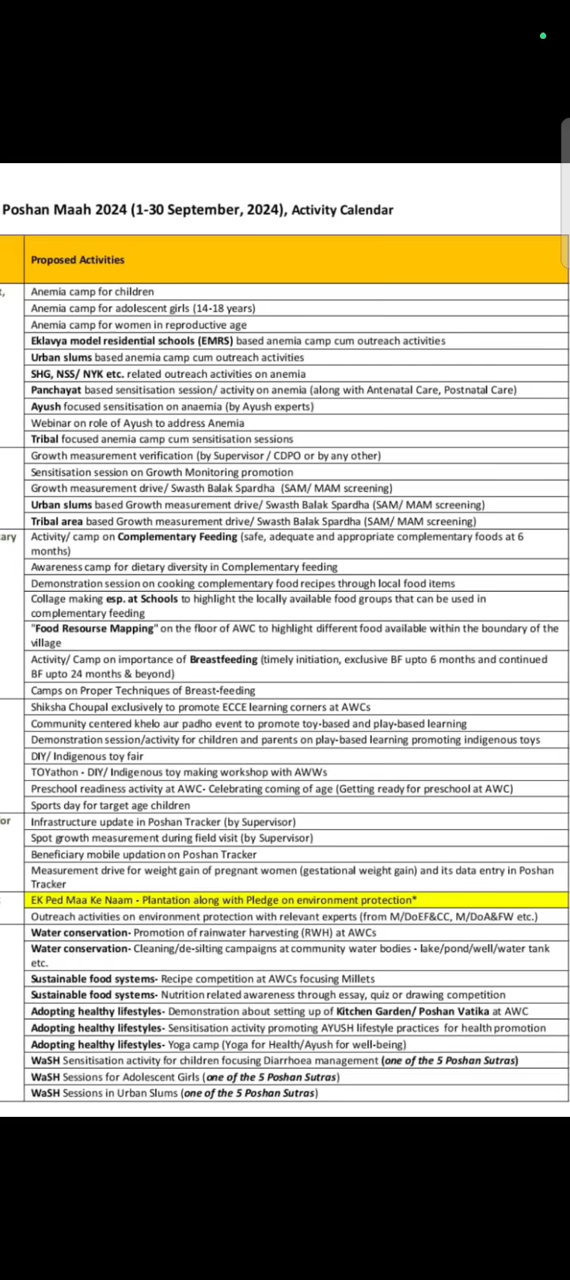 Poshan Maah 2024 (1-30 September, 2024), Activity Calendar
Proposed Activities
Anemia camp for children
Anemia camp for adolescent girls (14-18 years)
Anemia camp for women in reproductive age
Eklavya model residential schools (EMRS) based anemia camp cum outreach activities
Urban slums based anemia camp cum outreach activities
SHG, NSS/ NYK etc. related outreach activities on anemia
Panchayat based sensitisation session/ activity on anemia (along with Antenatal Care, Postnatal Care)
Ayush focused sensitisation on anaemia (by Ayush experts)
Webinar on role of Ayush to address Anemia
Tribal focused anemia camp cum sensitisation sessions
Growth measurement verification (by Supervisor / CDPO or by any other)
Sensitisation session on Growth Monitoring promotion
Growth measurement drive/ Swasth Balak Spardha (SAM/ MAM screening)
Urban slums based Growth measurement drive/ Swasth Balak Spardha (SAM/ MAM screening)
Tribal area based Growth measurement drive/ Swasth Balak Spardha (SAM/ MAM screening)
ary
Activity/ camp on Complementary Feeding (safe, adequate and appropriate complementary foods at 6
months)
Awareness camp for dietary diversity in Complementary feeding
Demonstration session on cooking complementary food recipes through local food items
Collage making esp. at Schools to highlight the locally available food groups that can be used in
complementary feeding
"Food Resourse Mapping" on the floor of AWC to highlight different food available within the boundary of the
village
Activity/ Camp on importance of Breastfeeding (timely initiation, exclusive BF upto 6 months and continued
BF upto 24 months & beyond)
Camps on Proper Techniques of Breast-feeding
Shiksha Choupal exclusively to promote ECCE learning corners at AWCs
Community centered khelo aur padho event to promote toy-based and play-based learning
Demonstration session/activity for children and parents on play-based learning promoting indigenous toys
DIY/ Indigenous toy fair
TOYathon - DIY/ Indigenous toy making workshop with AWWs
Preschool readiness activity at AWC- Celebrating coming of age (Getting ready for preschool at AWC)
Sports day for target age children
or
Infrastructure update in Poshan Tracker (by Supervisor)
Spot growth measurement during field visit (by Supervisor)
Beneficiary mobile updation on Poshan Tracker
Measurement drive for weight gain of pregnant women (gestational weight gain) and its data entry in Poshan
Tracker
EK Ped Maa Ke Naam - Plantation along with Pledge on environment protection*
Outreach activities on environment protection with relevant experts (from M/DoEF&CC, M/DoA&FW etc.)
Water conservation- Promotion of rainwater harvesting (RWH) at AWCs
Water conservation- Cleaning/de-silting campaigns at community water bodies - lake/pond/well/water tank
etc.
Sustainable food systems- Recipe competition at AWCs focusing Millets
Sustainable food systems- Nutrition related awareness through essay, quiz or drawing competition
Adopting healthy lifestyles- Demonstration about setting up of Kitchen Garden/ Poshan Vatika at AWC
Adopting healthy lifestyles- Sensitisation activity promoting AYUSH lifestyle practices for health promotion
Adopting healthy lifestyles- Yoga camp (Yoga for Health/Ayush for well-being)
WaSH Sensitisation activity for children focusing Diarrhoea management (one of the 5 Poshan Sutras)
WaSH Sessions for Adolescent Girls (one of the 5 Poshan Sutras)
WaSH Sessions in Urban Slums (one of the 5 Poshan Sutras)